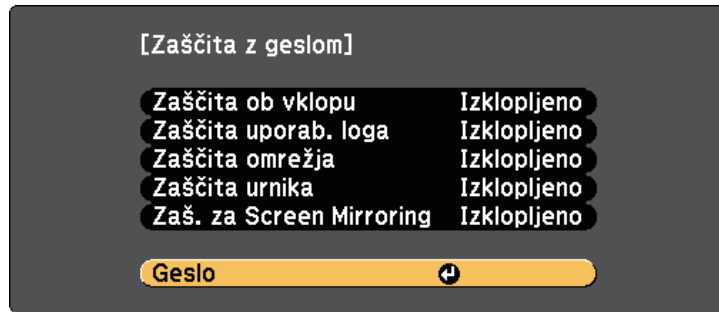 [Zaščita z geslom]
Zaščita ob vklopu Izklopljeno
Zaščita uporab. loga Izklopljeno
Zaščita omrežja Izklopljeno
Zaščita urnika Izklopljeno
Zaš. za Screen Mirroring Izklopljeno
Geslo